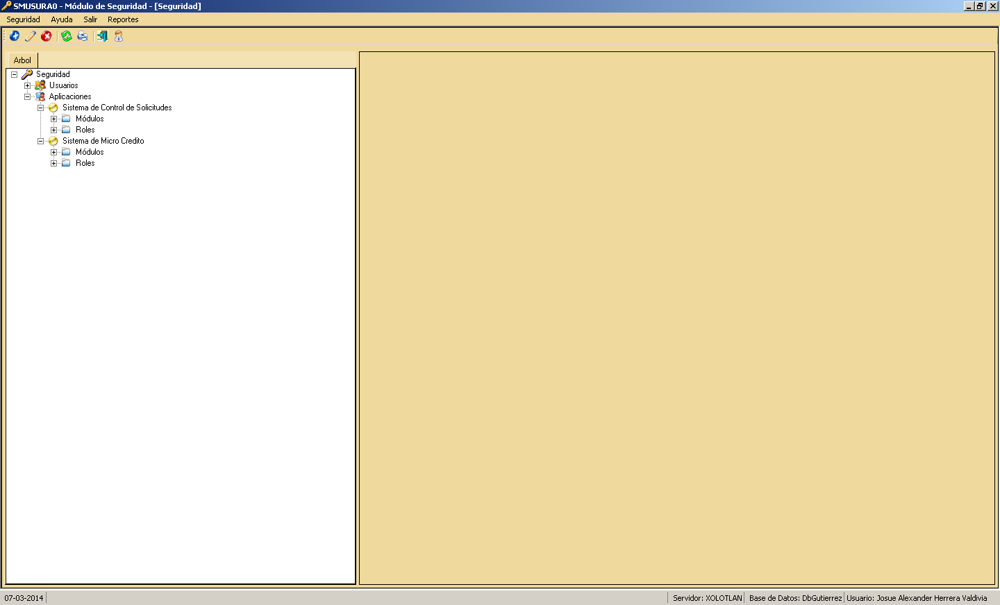 SMUSURA0 - Módulo de Seguridad - [Seguridad]
Seguridad Ayuda Salir Reportes
Arbol
Seguridad
Usuarios
Aplicaciones
Sistema de Control de Solicitudes
Módulos
Roles
Sistema de Micro Credito
Módulos
Roles
07-03-2014 Servidor: XOLOTLAN Base de Datos: DbGutierrez Usuario: Josue Alexander Herrera Valdivia